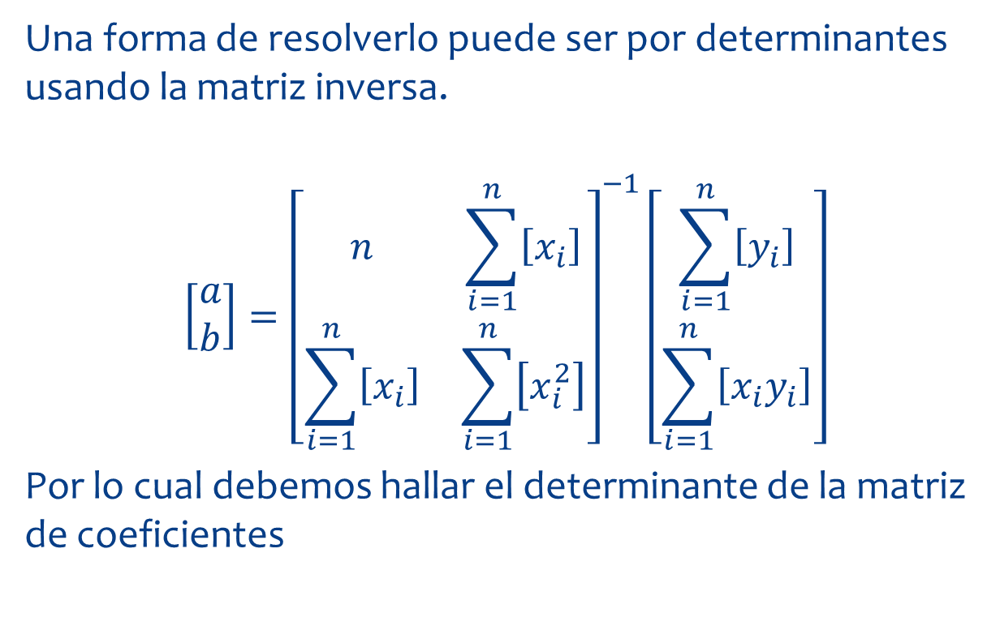 Una forma de resolverlo puede ser por determinantes
usando la matriz inversa.
\begin{bmatrix} a \\ b \end{bmatrix} = \begin{bmatrix} n & \sum_{i=1}^{n}[x_i] \\ \sum_{i=1}^{n}[x_i] & \sum_{i=1}^{n}[x_i^2] \end{bmatrix}^{-1} \begin{bmatrix} \sum_{i=1}^{n}[y_i] \\ \sum_{i=1}^{n}[x_i y_i] \end{bmatrix}
Por lo cual debemos hallar el determinante de la matriz
de coeficientes